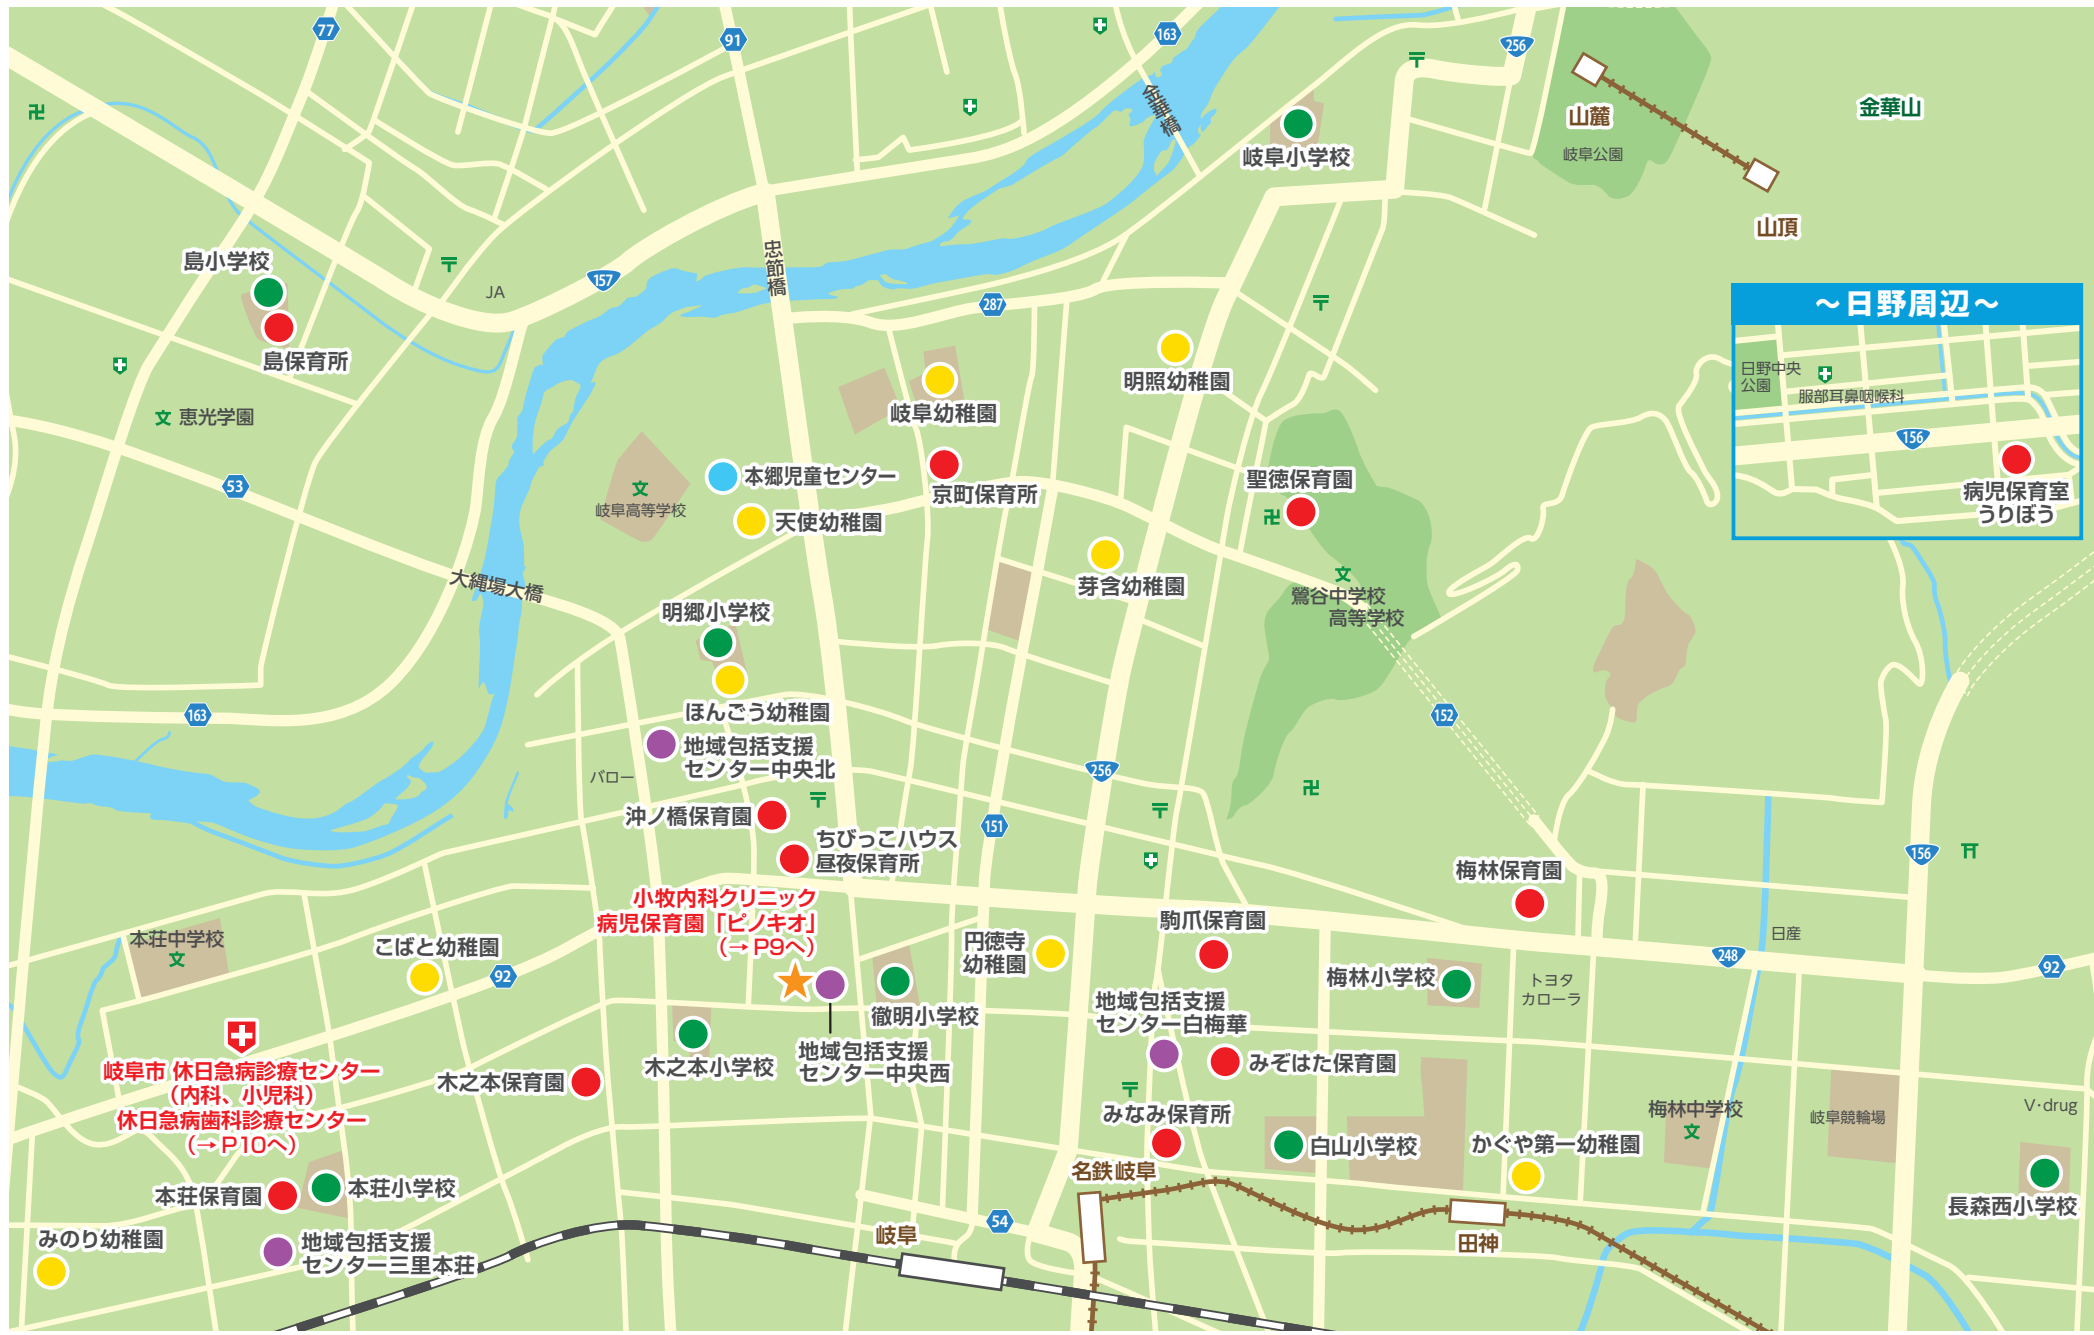 77
91
163
256
金華橋
岐阜小学校
山麓
岐阜公園
金華山
山頂
島小学校
島保育所
JA
157
忠節橋
287
～日野周辺～
日野中央
公園
服部耳鼻咽喉科
156
病児保育室
うりぼう
文 恵光学園
53
明照幼稚園
岐阜幼稚園
本郷児童センター
京町保育所
天使幼稚園
文
岐阜高等学校
聖徳保育園
芽含幼稚園
文
鶯谷中学校
高等学校
大縄場大橋
明郷小学校
ほんごう幼稚園
163
152
地域包括支援
センター中央北
バロー
256
沖ノ橋保育園
151
ちびっこハウス
昼夜保育所
156
梅林保育園
小牧内科クリニック
病児保育園「ピノキオ」
(→P9へ)
駒爪保育園
円徳寺
幼稚園
本荘中学校
文
こばと幼稚園
92
日産
248
92
梅林小学校
トヨタ
カローラ
徹明小学校
地域包括支援
センター白梅華
木之本小学校
地域包括支援
センター中央西
みぞはた保育園
岐阜市 休日急病診療センター
(内科、小児科)
休日急病歯科診療センター
(→P10へ)
木之本保育園
みなみ保育所
白山小学校
かぐや第一幼稚園
梅林中学校
文
岐阜競輪場
V・drug
名鉄岐阜
本荘保育園
本荘小学校
長森西小学校
みのり幼稚園
地域包括支援
センター三里本荘
岐阜
54
田神